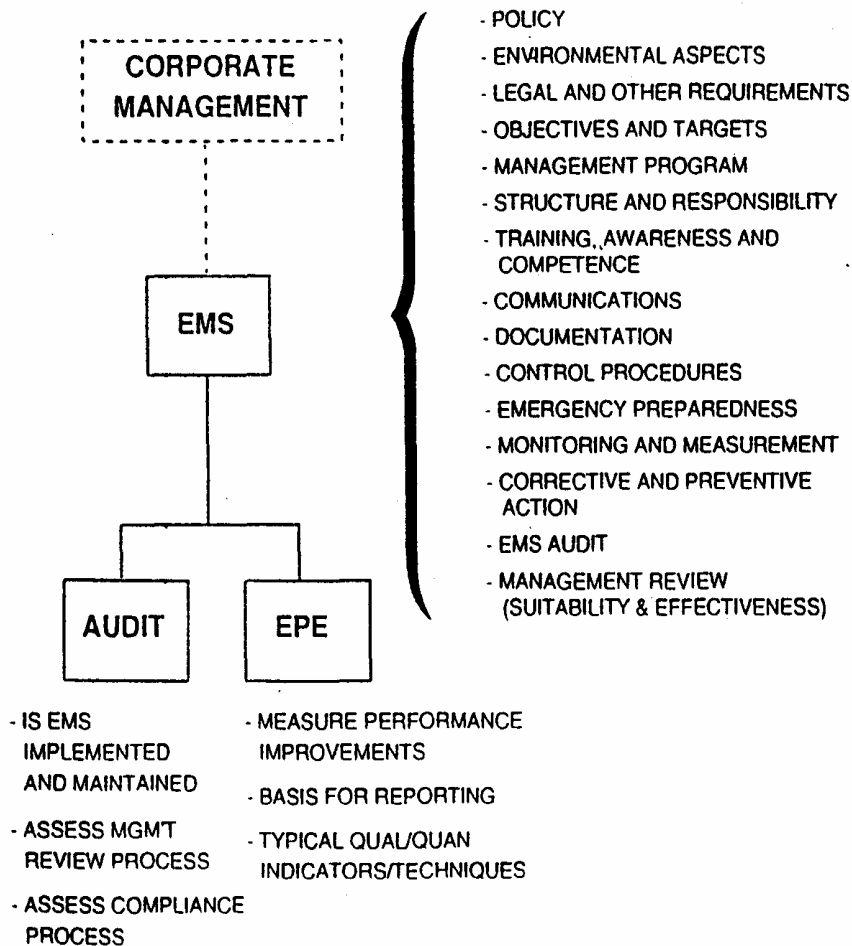 CORPORATE
MANAGEMENT
EMS
AUDIT
EPE
- POLICY
- ENVIRONMENTAL ASPECTS
- LEGAL AND OTHER REQUIREMENTS
- OBJECTIVES AND TARGETS
- MANAGEMENT PROGRAM
- STRUCTURE AND RESPONSIBILITY
- TRAINING, AWARENESS AND
COMPETENCE
- COMMUNICATIONS
- DOCUMENTATION
- CONTROL PROCEDURES
- EMERGENCY PREPAREDNESS
- MONITORING AND MEASUREMENT
- CORRECTIVE AND PREVENTIVE
ACTION
- EMS AUDIT
- MANAGEMENT REVIEW
(SUITABILITY & EFFECTIVENESS)
- IS EMS
IMPLEMENTED
AND MAINTAINED
- ASSESS MGM'T
REVIEW PROCESS
- ASSESS COMPLIANCE
PROCESS
- MEASURE PERFORMANCE
IMPROVEMENTS
- BASIS FOR REPORTING
- TYPICAL QUAL/QUAN
INDICATORS/TECHNIQUES